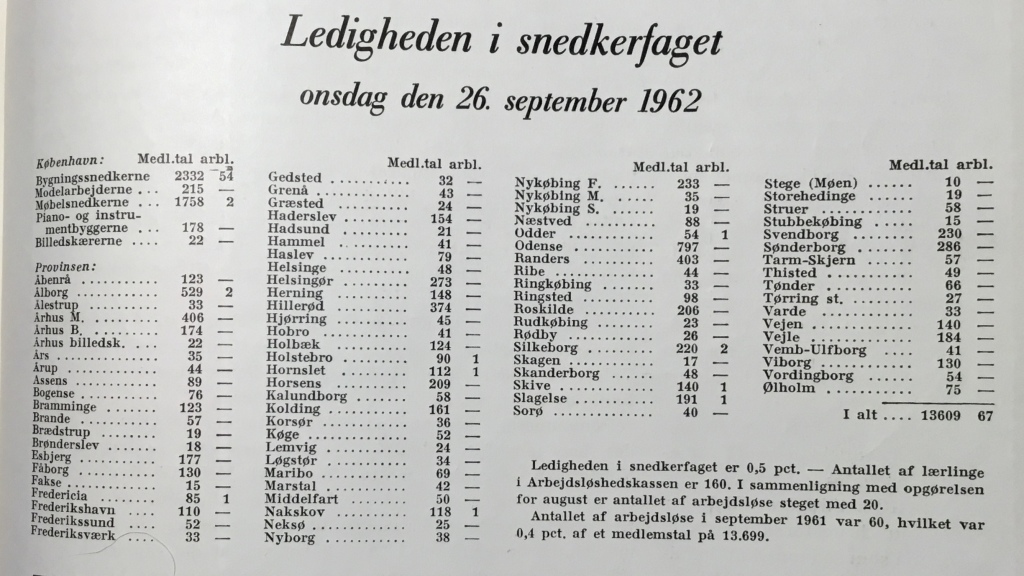 Ledigheden i snedkerfaget
onsdag den 26. september 1962
København: Medl.tal arbl.
Bygningssnedkerne 2332 54
Modelarbejderne ... 215 —
Møbelsnedkerne ... 1758 2
Piano- og instru-
mentbyggerne ... 178 —
Billedskærerne .... 22 —
Provinsen:
Åbenrå ............ 123 —
Ålborg ............ 529 2
Ålestrup .......... 33 —
Århus M. .......... 406 —
Århus B. .......... 174 —
Århus billedsk. ... 22 —
Års ............... 35 —
Årup .............. 44 —
Assens ............ 89 —
Bogense ........... 76 —
Bramminge ......... 123 —
Brande ............ 57 —
Brædstrup ......... 19 —
Brønderslev ....... 18 —
Esbjerg ........... 177 —
Fåborg ............ 130 —
Fakse ............. 15 —
Fredericia ........ 85 1
Frederikshavn ..... 110 —
Frederikssund ..... 52 —
Frederiksværk .... 33 —
Medl.tal arbl.
Gedsted ........... 32 —
Grenå ............. 43 —
Græsted ........... 24 —
Haderslev ......... 154 —
Hadsund ........... 21 —
Hammel ............ 41 —
Haslev ............ 79 —
Helsinge .......... 48 —
Helsingør ......... 273 —
Herning ........... 148 —
Hillerød .......... 374 —
Hjørring .......... 45 —
Hobro ............. 41 —
Holbæk ............ 124 —
Holstebro ......... 90 1
Hornslet .......... 112 1
Horsens ........... 209 —
Kalundborg ........ 58 —
Kolding ........... 161 —
Korsør ............ 36 —
Køge .............. 52 —
Lemvig ............ 24 —
Løgstør ........... 34 —
Maribo ............ 69 —
Marstal ........... 42 —
Middelfart ........ 50 —
Nakskov ........... 118 1
Neksø ............. 25 —
Nyborg ............ 38 —
Medl.tal arbl.
Nykøbing F. ...... 233 —
Nykøbing M. ...... 35 —
Nykøbing S. ...... 19 —
Næstved .......... 88 —
Odder ............ 54 1
Odense ........... 797 —
Randers .......... 403 —
Ribe ............. 44 —
Ringkøbing ....... 33 —
Ringsted ......... 98 —
Roskilde ......... 206 —
Rudkøbing ........ 23 —
Rødby ............ 26 —
Silkeborg ........ 220 2
Skagen ........... 17 —
Skanderborg ...... 48 —
Skive ............ 140 1
Slagelse ......... 191 1
Sorø ............. 40 —
Medl.tal arbl.
Stege (Møen) ...... 10 —
Storehedinge ...... 19 —
Struer ............ 58 —
Stubbekøbing ...... 15 —
Svendborg ......... 230 —
Sønderborg ........ 286 —
Tarm-Skjern ....... 57 —
Thisted ........... 49 —
Tønder ............ 66 —
Tørring st. ....... 27 —
Varde ............. 33 —
Vejen ............. 140 —
Vejle ............. 184 —
Vemb-Ulfborg ...... 41 —
Viborg ............ 130 —
Vordingborg ....... 54 —
Ølholm ............ 75 —
I alt .... 13609 67
Ledigheden i snedkerfaget er 0,5 pct. — Antallet af lærlinge
i Arbejdsløshedskassen er 160. I sammenligning med opgørelsen
for august er antallet af arbejdsløse steget med 20.
Antallet af arbejdsløse i september 1961 var 60, hvilket var
0,4 pct. af et medlemstal på 13.699.